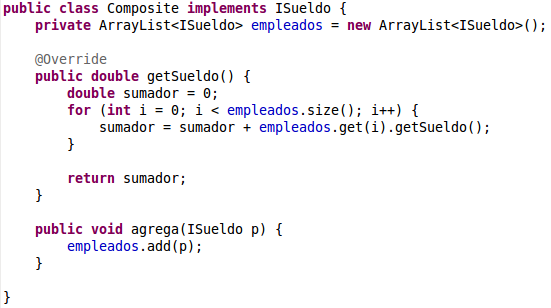 public class Composite implements ISueldo {
    private ArrayList<ISueldo> empleados = new ArrayList<ISueldo>();
    @Override
    public double getSueldo() {
        double sumador = 0;
        for (int i = 0; i < empleados.size(); i++) {
            sumador = sumador + empleados.get(i).getSueldo();
        }
        return sumador;
    }
    public void agrega(ISueldo p) {
        empleados.add(p);
    }
}